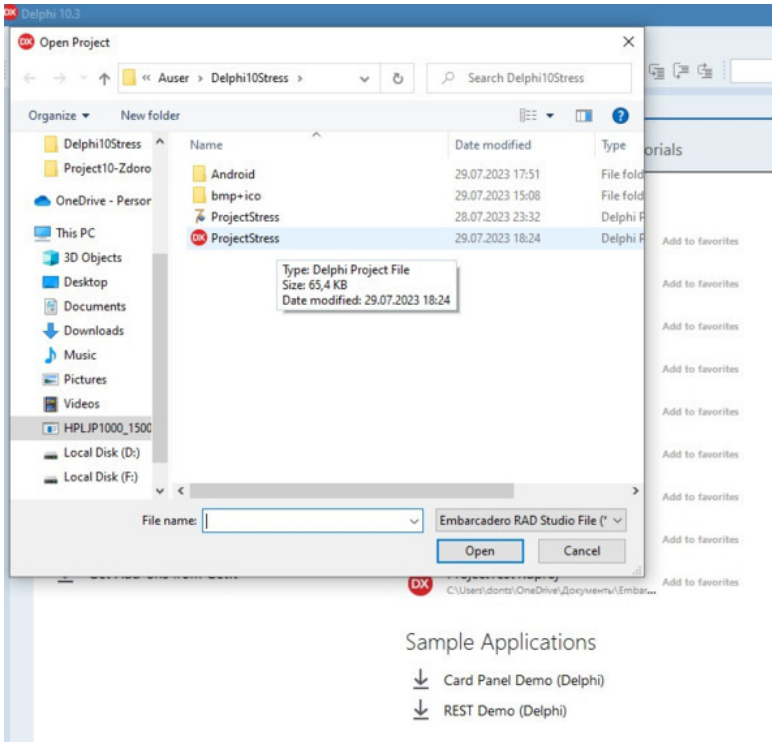 Delphi 10.3
Open Project
« Auser > Delphi10Stress >
Search Delphi10Stress
Organize
New folder
Delphi10Stress
Project10-Zdoro
OneDrive - Person
This PC
3D Objects
Desktop
Documents
Downloads
Music
Pictures
Videos
HPLJP1000_1500
Local Disk (D:)
Local Disk (F:)
Name Date modified Type
Android 29.07.2023 17:51 File fold
bmp+ico 29.07.2023 15:08 File fold
ProjectStress 28.07.2023 23:32 Delphi P
ProjectStress 29.07.2023 18:24 Delphi P
Type: Delphi Project File
Size: 65,4 KB
Date modified: 29.07.2023 18:24
File name:
Embarcadero RAD Studio File (*
Open
Cancel
orials
Add to favorites
Add to favorites
Add to favorites
Add to favorites
Add to favorites
Add to favorites
Add to favorites
Add to favorites
Add to favorites
C:\Users\donts\OneDrive\Документы\Embar...
Sample Applications
Card Panel Demo (Delphi)
REST Demo (Delphi)